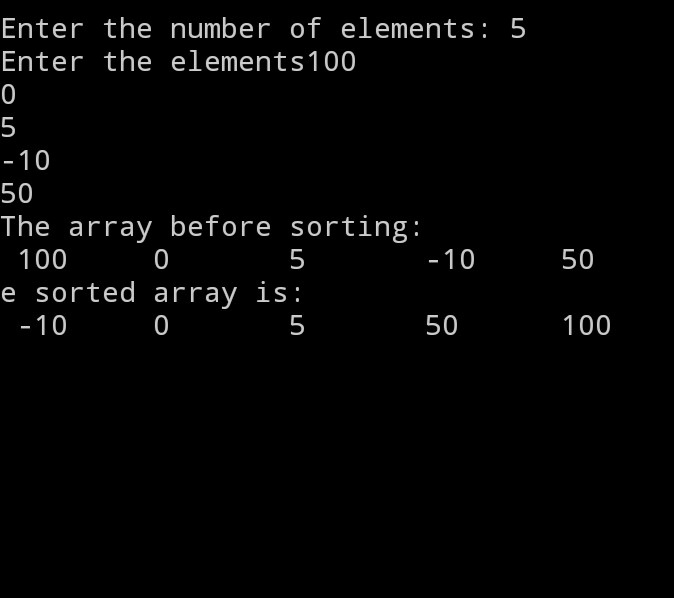 Enter the number of elements: 5
Enter the elements100
0
5
-10
50
The array before sorting:
 100     0       5       -10     50
e sorted array is:
 -10     0       5       50      100